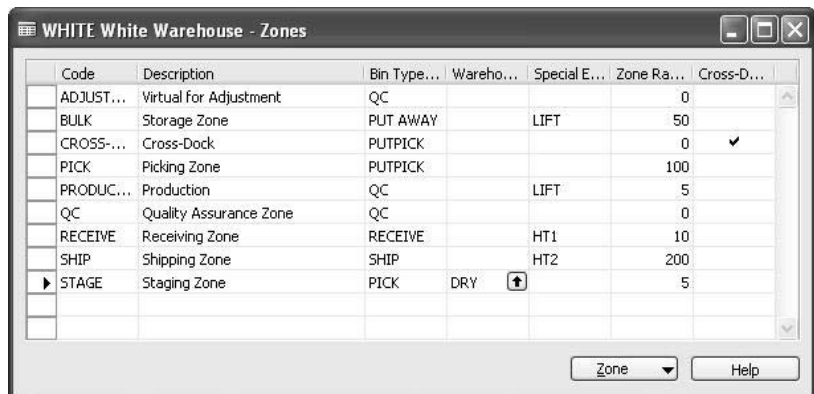 WHITE White Warehouse - Zones
Code Description Bin Type... Wareho... Special E... Zone Ra... Cross-D...
ADJUST... Virtual for Adjustment QC 0
BULK Storage Zone PUT AWAY LIFT 50
CROSS-... Cross-Dock PUTPICK 0 ✔
PICK Picking Zone PUTPICK 100
PRODUC... Production QC LIFT 5
QC Quality Assurance Zone QC 0
RECEIVE Receiving Zone RECEIVE HT1 10
SHIP Shipping Zone SHIP HT2 200
STAGE Staging Zone PICK DRY 5
Zone Help